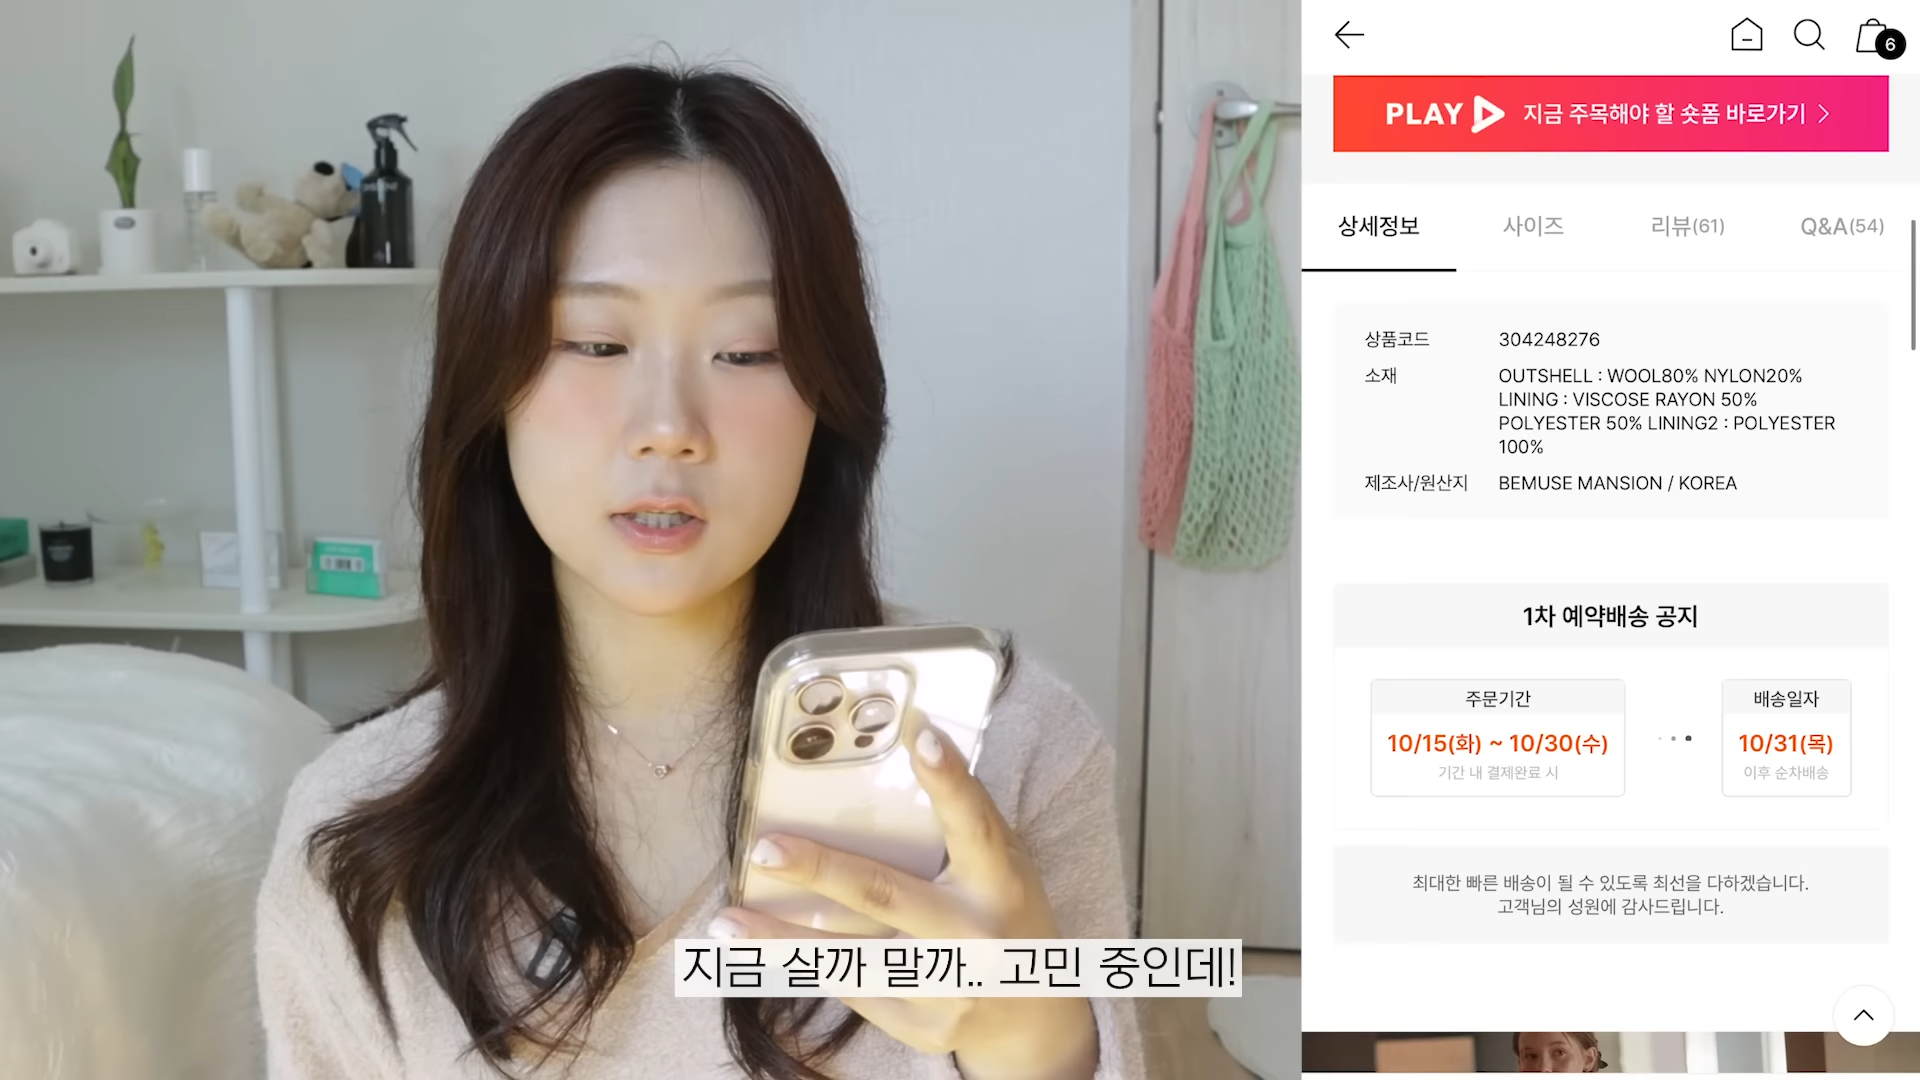 6
PLAY 지금 주목해야 할 숏폼 바로가기
상세정보 사이즈 리뷰(61) Q&A(54)
상품코드 304248276
소재 OUTSHELL : WOOL80% NYLON20%
LINING : VISCOSE RAYON 50%
POLYESTER 50% LINING2 : POLYESTER
100%
제조사/원산지 BEMUSE MANSION / KOREA
1차 예약배송 공지
주문기간
10/15(화) ~ 10/30(수)
기간 내 결제완료 시
배송일자
10/31(목)
이후 순차배송
최대한 빠른 배송이 될 수 있도록 최선을 다하겠습니다.
고객님의 성원에 감사드립니다.
지금 살까 말까.. 고민 중인데!